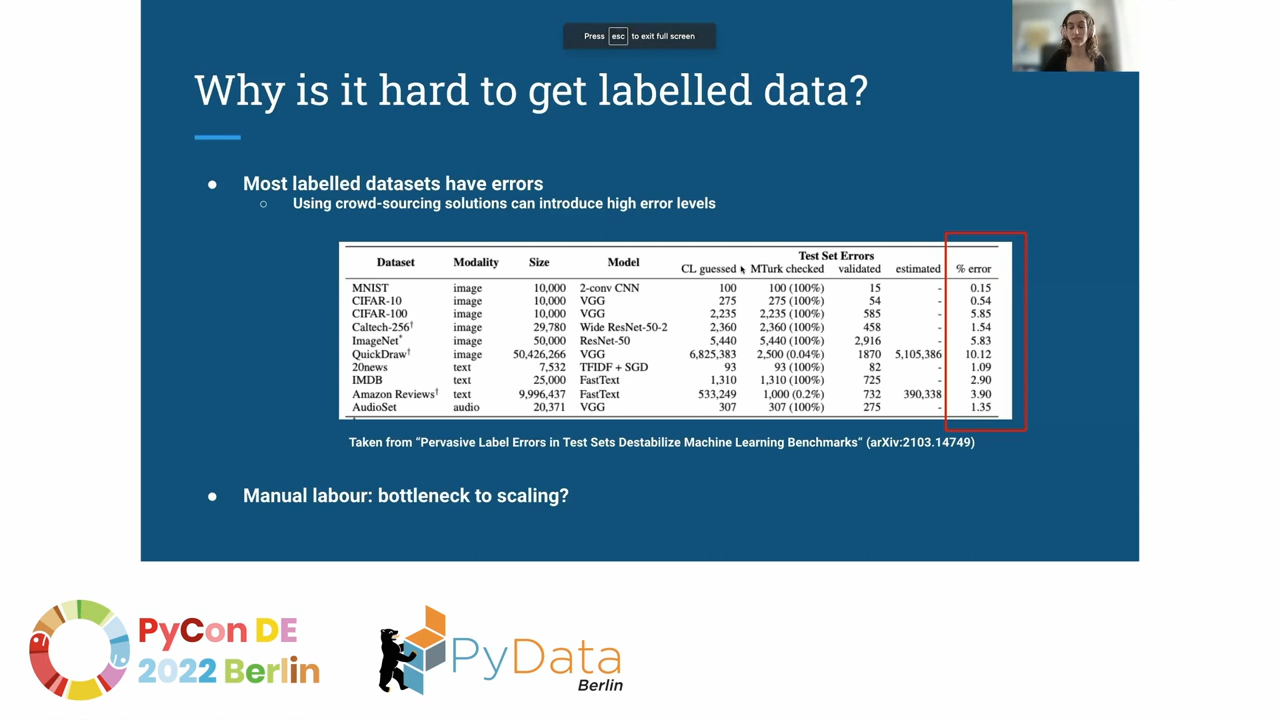 Press esc to exit full screen
Why is it hard to get labelled data?
● Most labelled datasets have errors
○ Using crowd-sourcing solutions can introduce high error levels
Test Set Errors
Dataset Modality Size Model CL guessed MTurk checked validated estimated % error
MNIST image 10,000 2-conv CNN 100 100 (100%) 15 - 0.15
CIFAR-10 image 10,000 VGG 275 275 (100%) 54 - 0.54
CIFAR-100 image 10,000 VGG 2,235 2,235 (100%) 585 - 5.85
Caltech-256† image 29,780 Wide ResNet-50-2 2,360 2,360 (100%) 458 - 1.54
ImageNet* image 50,000 ResNet-50 5,440 5,440 (100%) 2,916 - 5.83
QuickDraw† image 50,426,266 VGG 6,825,383 2,500 (0.04%) 1870 5,105,386 10.12
20news text 7,532 TFIDF + SGD 93 93 (100%) 82 - 1.09
IMDB text 25,000 FastText 1,310 1,310 (100%) 725 - 2.90
Amazon Reviews† text 9,996,437 FastText 533,249 1,000 (0.2%) 732 390,338 3.90
AudioSet audio 20,371 VGG 307 307 (100%) 275 - 1.35
Taken from “Pervasive Label Errors in Test Sets Destabilize Machine Learning Benchmarks“ (arXiv:2103.14749)
● Manual labour: bottleneck to scaling?
PyCon DE
2022 Berlin
PyData
Berlin